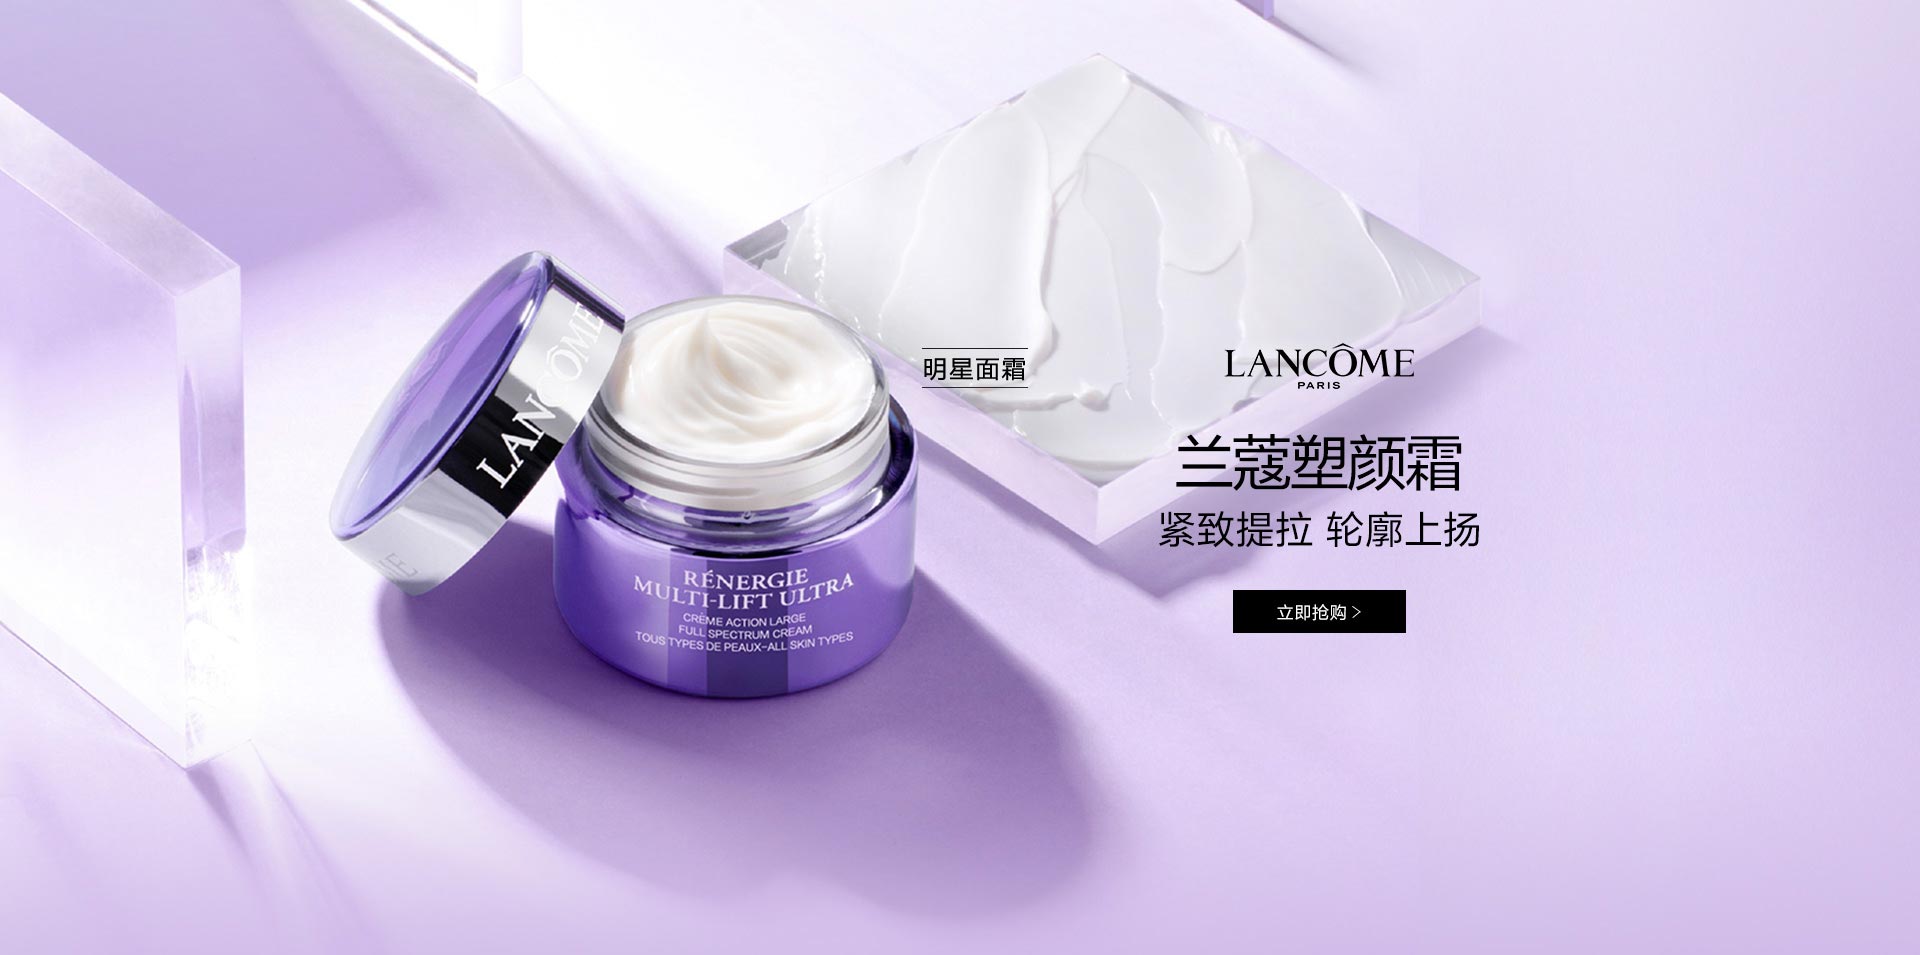 LANCÔME
RÉNERGIE
MULTI-LIFT ULTRA
CRÈME ACTION LARGE
FULL SPECTRUM CREAM
TOUS TYPES DE PEAUX-ALL SKIN TYPES
明星面霜
LANCÔME
PARIS
兰蔻塑颜霜
紧致提拉 轮廓上扬
立即抢购 >